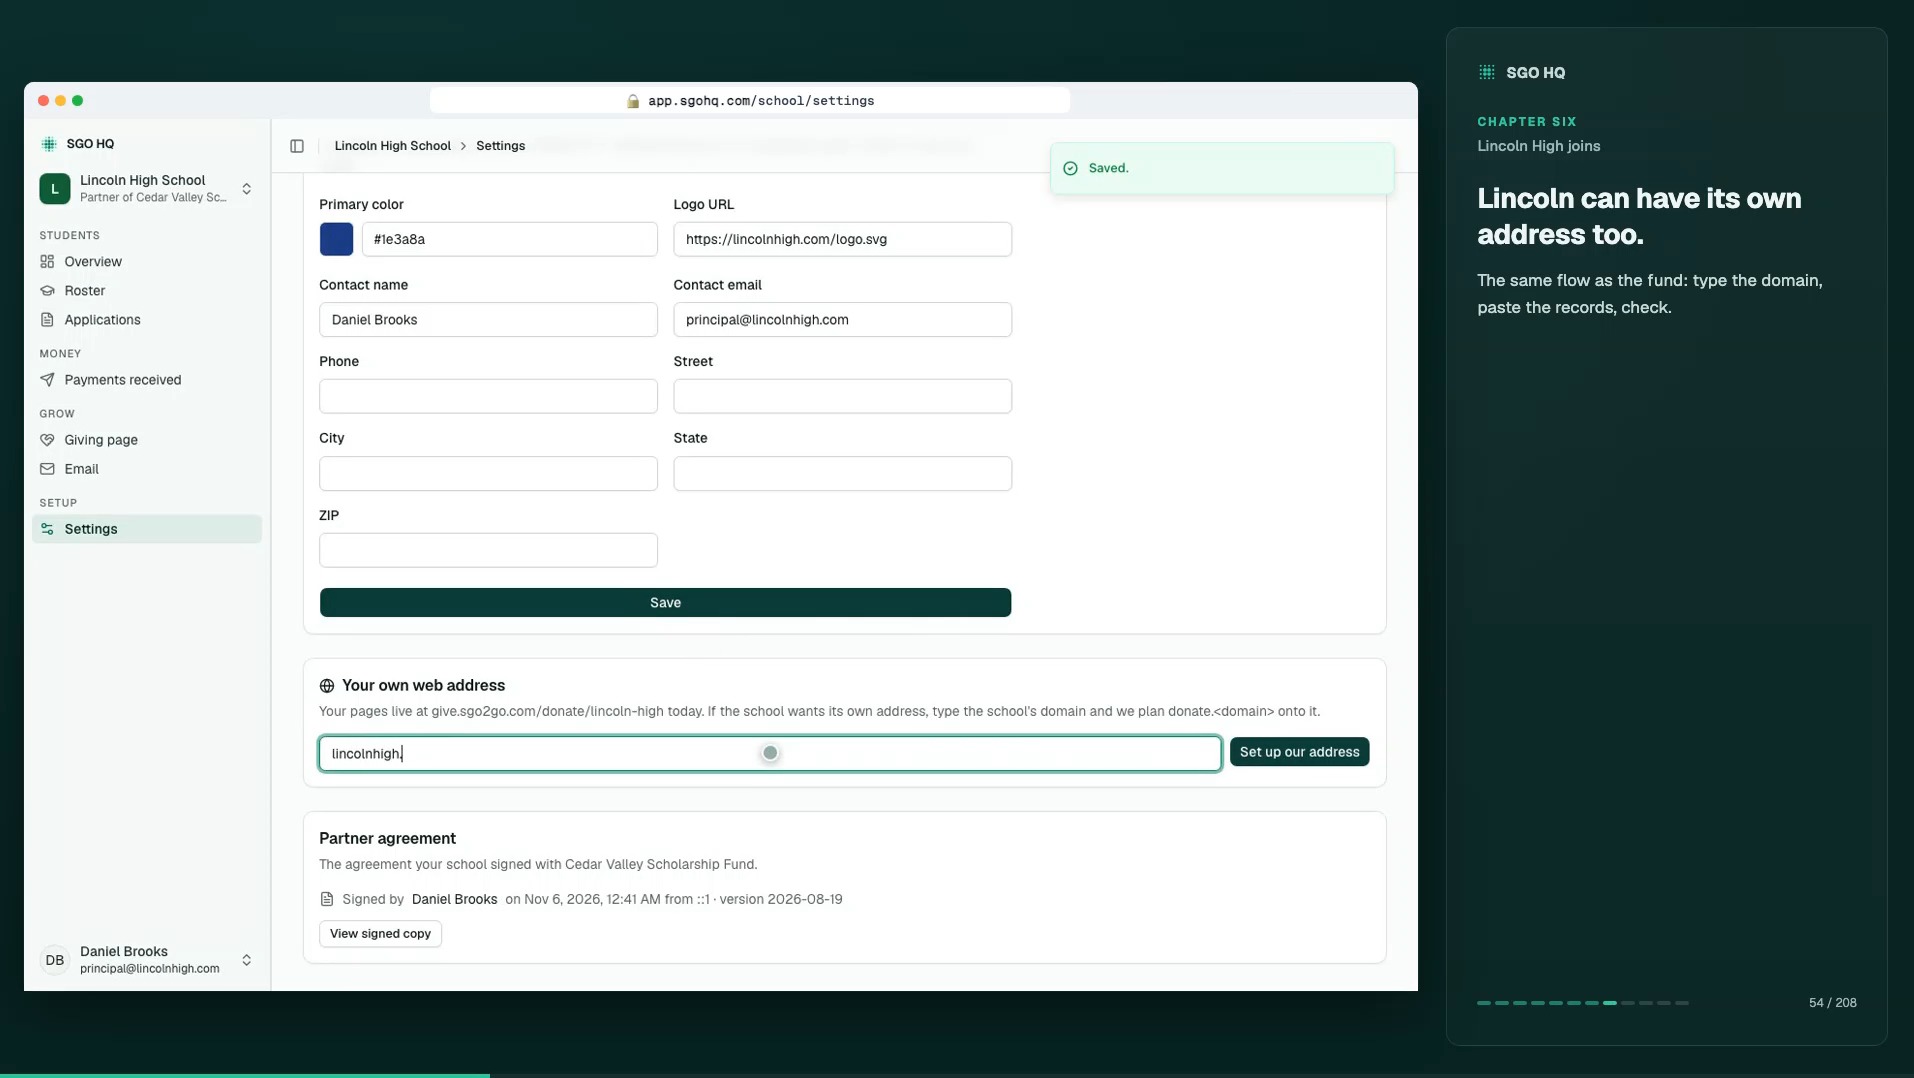 app.sgohq.com/school/settings
SGO HQ
Lincoln High School
Partner of Cedar Valley Sc...
STUDENTS
Overview
Roster
Applications
MONEY
Payments received
GROW
Giving page
Email
SETUP
Settings
DB
Daniel Brooks
principal@lincolnhigh.com
L
Lincoln High School > Settings
Saved.
Primary color
Logo URL
#1e3a8a
https://lincolnhigh.com/logo.svg
Contact name
Contact email
Daniel Brooks
principal@lincolnhigh.com
Phone
Street
City
State
ZIP
Save
Your own web address
Your pages live at give.sgo2go.com/donate/lincoln-high today. If the school wants its own address, type the school's domain and we plan donate.<domain> onto it.
lincolnhigh.
Set up our address
Partner agreement
The agreement your school signed with Cedar Valley Scholarship Fund.
Signed by Daniel Brooks on Nov 6, 2026, 12:41 AM from ::1 · version 2026-08-19
View signed copy
SGO HQ
CHAPTER SIX
Lincoln High joins
Lincoln can have its own
address too.
The same flow as the fund: type the domain,
paste the records, check.
54 / 208